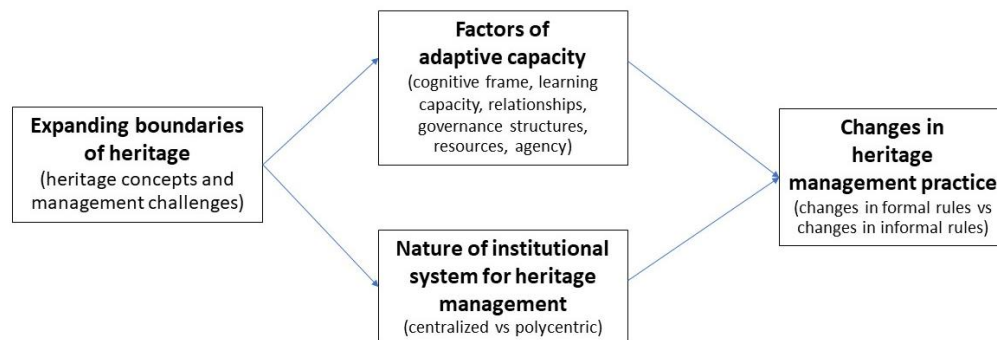 Expanding boundaries
of heritage
(heritage concepts and
management challenges)
Factors of
adaptive capacity
(cognitive frame, learning
capacity, relationships,
governance structures,
resources, agency)
Nature of institutional
system for heritage
management
(centralized vs polycentric)
Changes in
heritage
management practice
(changes in formal rules vs
changes in informal rules)